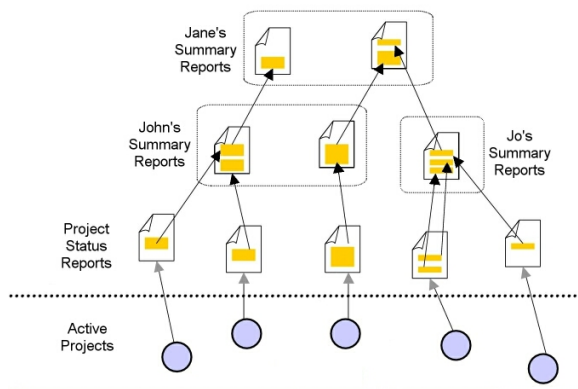 Jane's
Summary
Reports
John's
Summary
Reports
Jo's
Summary
Reports
Project
Status
Reports
Active
Projects